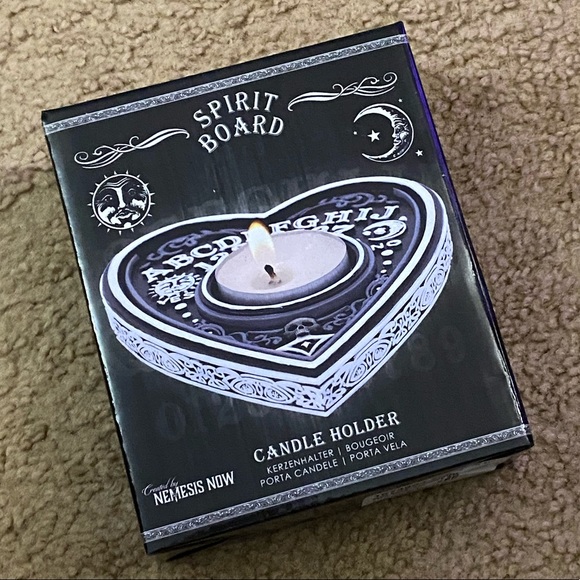 SPIRIT
BOARD
ABCDEFGHIJ
CANDLE HOLDER
KERZENHALTER | BOUGEOIR
PORTA CANDELE | PORTA VELA
Created by
NEMESIS NOW